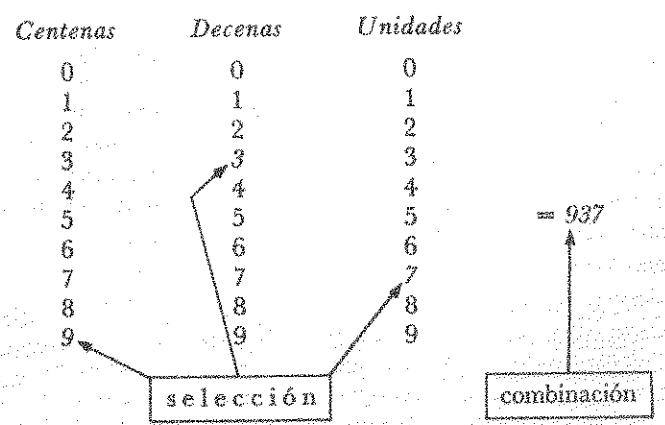 Centenas Decenas Unidades
0 0 0
1 1 1
2 2 2
3 3 3
4 4 4
5 5 5
6 6 6
7 7 7
8 8 8
9 9 9
= 937
selección
combinación